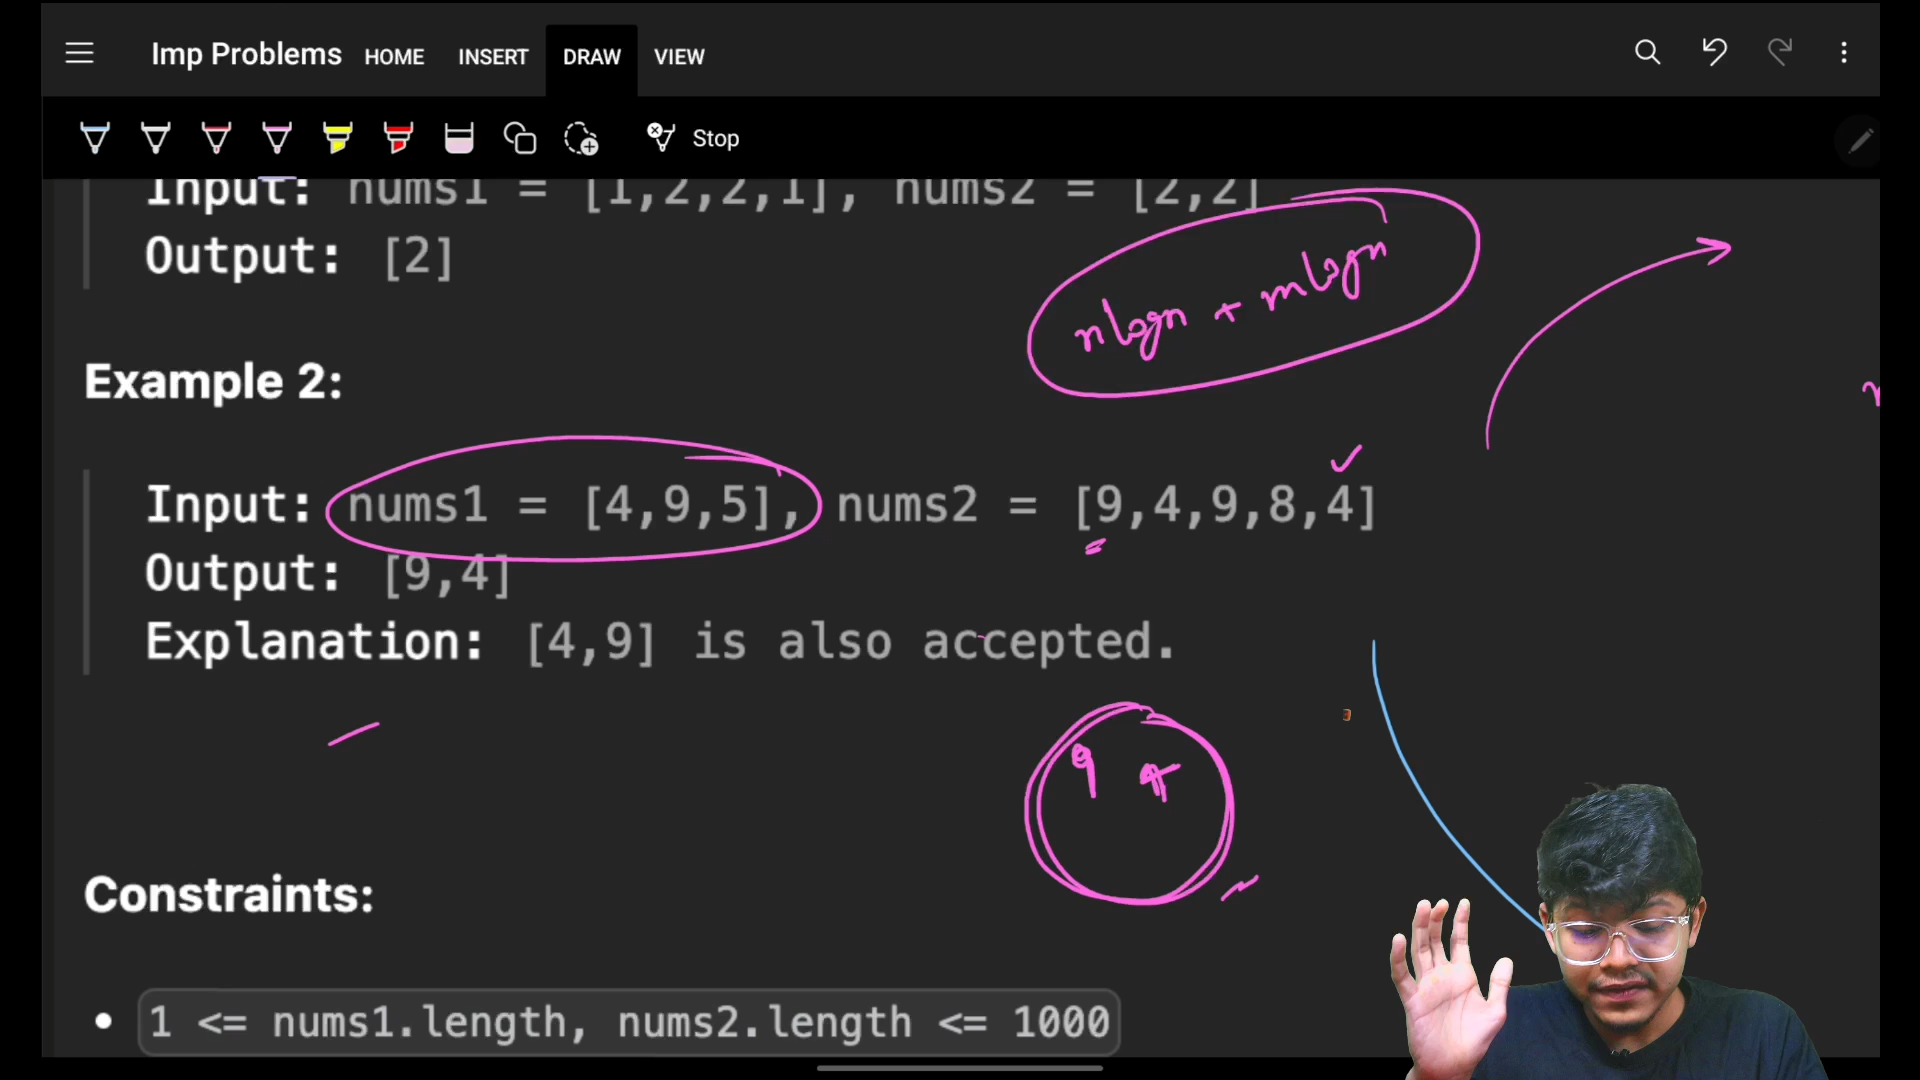 Imp Problems HOME INSERT DRAW VIEW
Stop
Input: nums1 = [1,2,2,1], nums2 = [2,2]
Output: [2]
nlogn + mlogn
Example 2:
Input: nums1 = [4,9,5], nums2 = [9,4,9,8,4]
Output: [9,4]
Explanation: [4,9] is also accepted.
9 4
Constraints:
1 <= nums1.length, nums2.length <= 1000